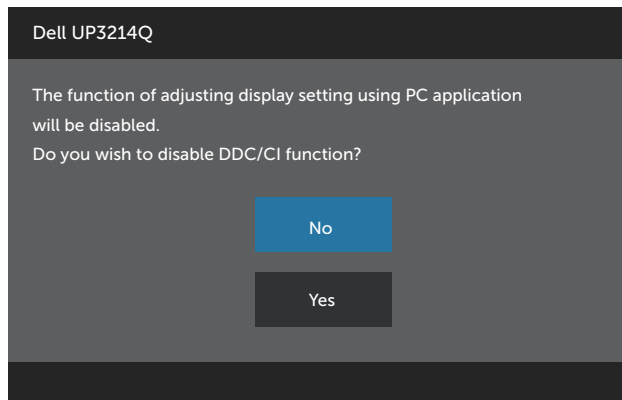 Dell UP3214Q
The function of adjusting display setting using PC application
will be disabled.
Do you wish to disable DDC/CI function?
No
Yes